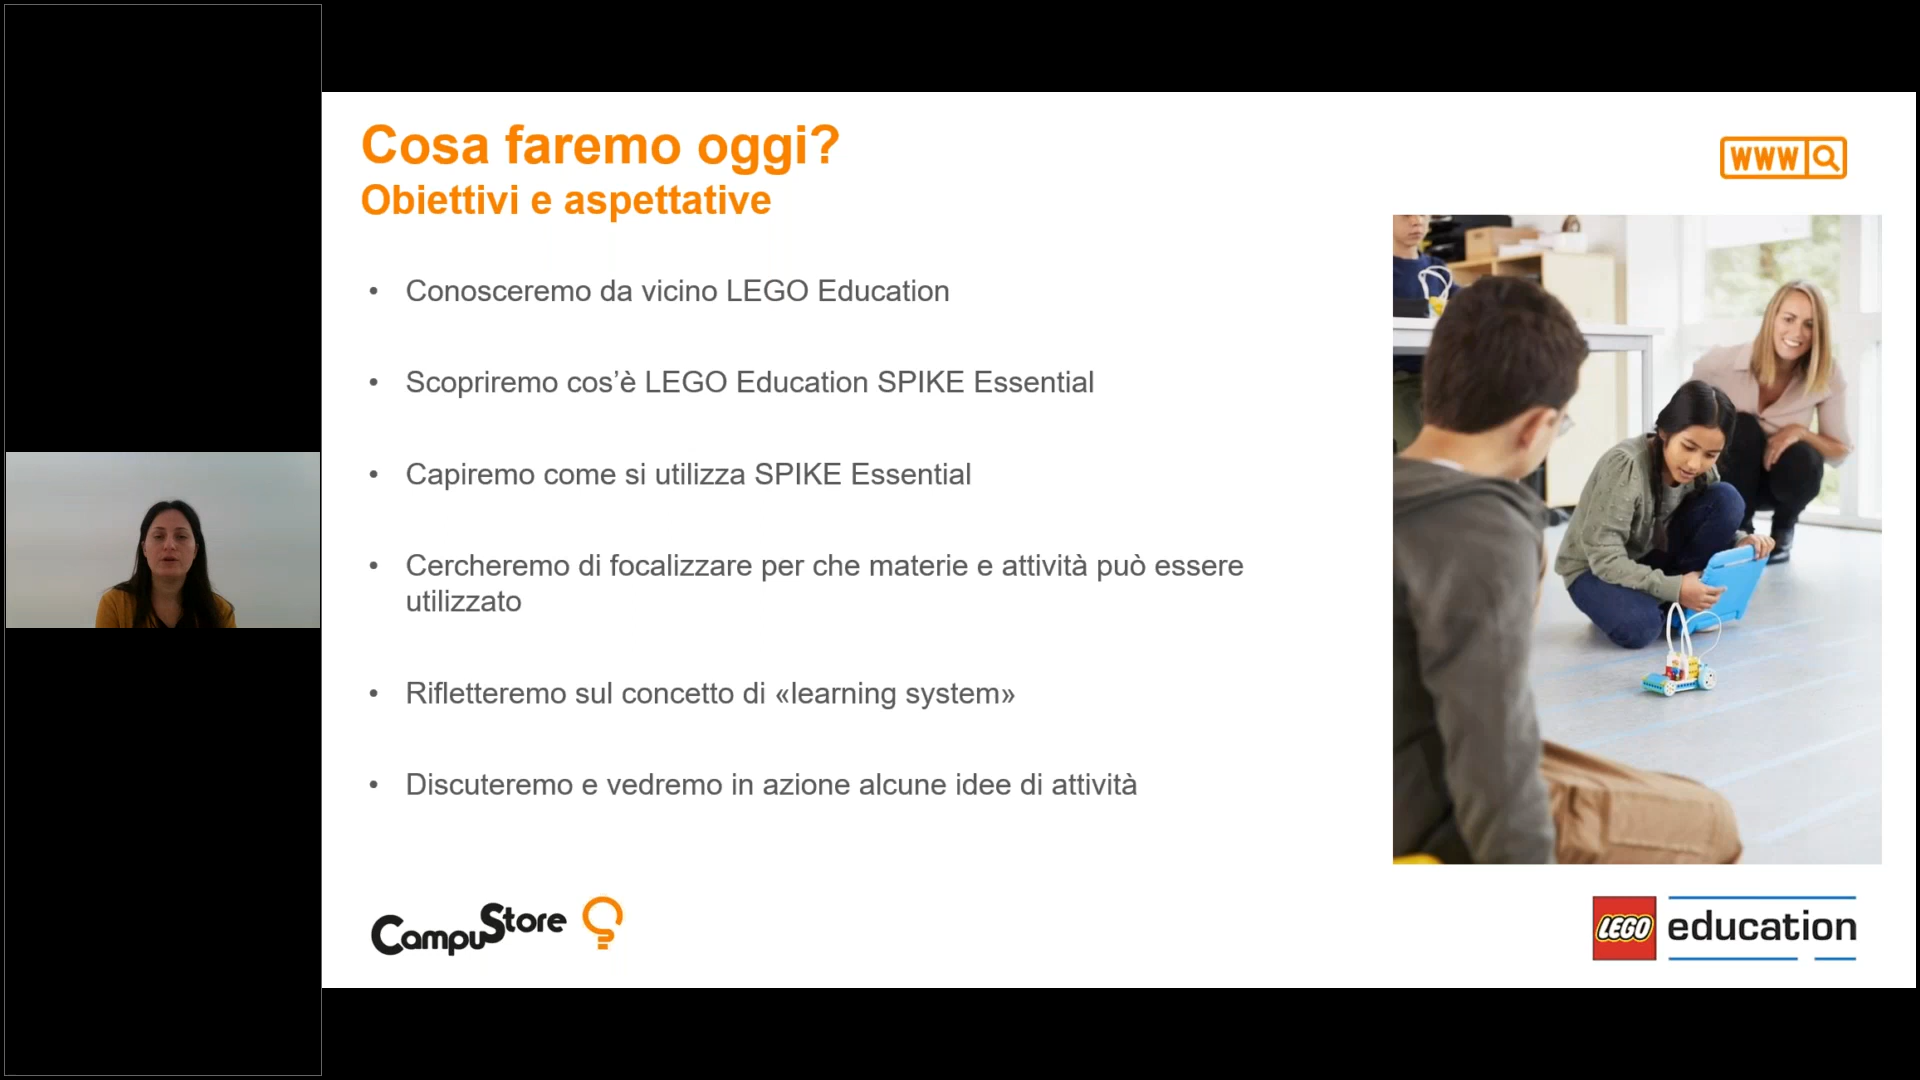 Cosa faremo oggi?
Obiettivi e aspettative
WWW
• Conosceremo da vicino LEGO Education
• Scopriremo cos’è LEGO Education SPIKE Essential
• Capiremo come si utilizza SPIKE Essential
• Cercheremo di focalizzare per che materie e attività può essere
utilizzato
• Rifletteremo sul concetto di «learning system»
• Discuteremo e vedremo in azione alcune idee di attività
CampuStore
LEGO education